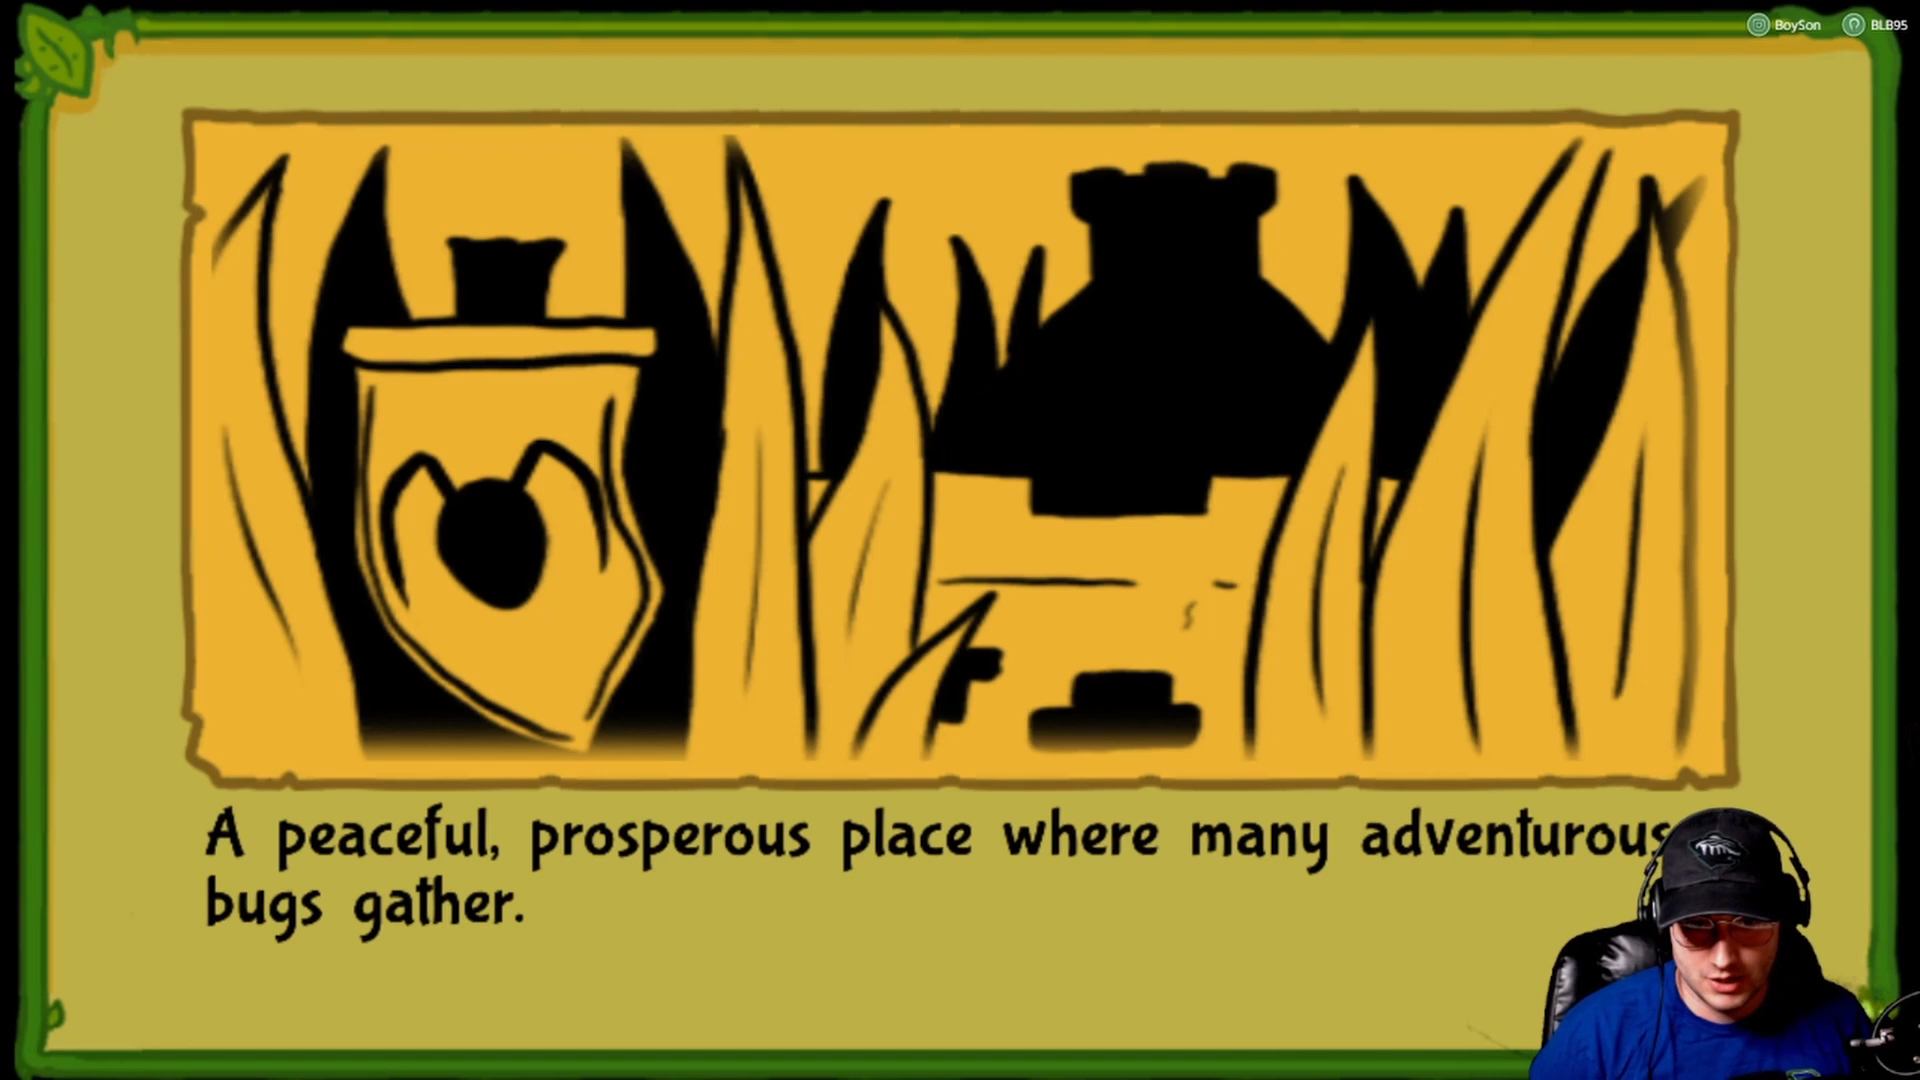 BoySon BLB95
A peaceful, prosperous place where many adventurous
bugs gather.